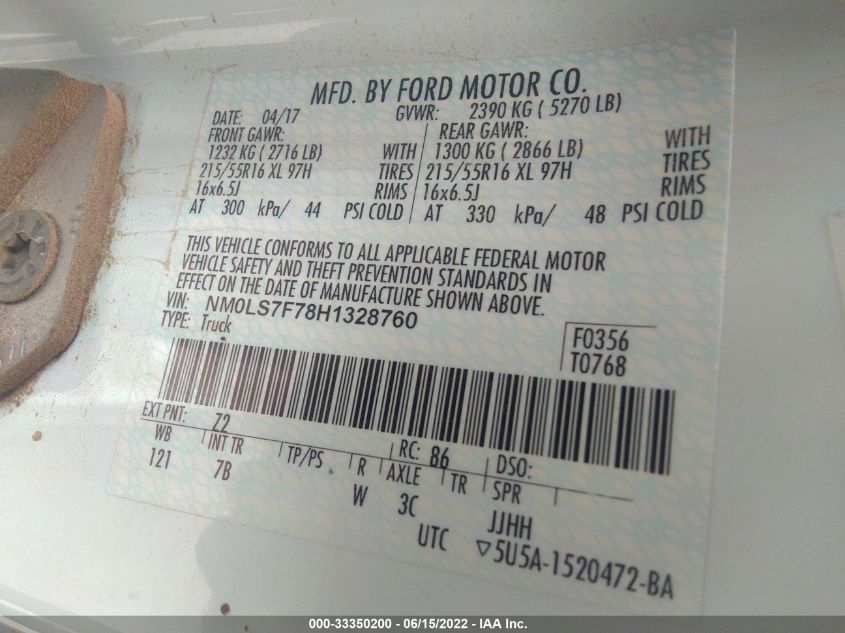 MFD. BY FORD MOTOR CO.
DATE: 04/17 GVWR: 2390 KG ( 5270 LB)
FRONT GAWR: REAR GAWR:
1232 KG ( 2716 LB) WITH 1300 KG ( 2866 LB) WITH
215/55R16 XL 97H TIRES 215/55R16 XL 97H TIRES
16x6.5J RIMS 16x6.5J RIMS
AT 300 kPa/ 44 PSI COLD AT 330 kPa/ 48 PSI COLD
THIS VEHICLE CONFORMS TO ALL APPLICABLE FEDERAL MOTOR
VEHICLE SAFETY AND THEFT PREVENTION STANDARDS IN
EFFECT ON THE DATE OF MANUFACTURE SHOWN ABOVE.
VIN: NM0LS7F78H1328760
TYPE: Truck
F0356
T0768
EXT PNT: Z2 RC: 86 DSO:
WB INT TR TP/PS R AXLE TR SPR
121 7B W 3C JJHH
UTC ▽5U5A-1520472-BA
000-33350200 - 06/15/2022 - IAA Inc.